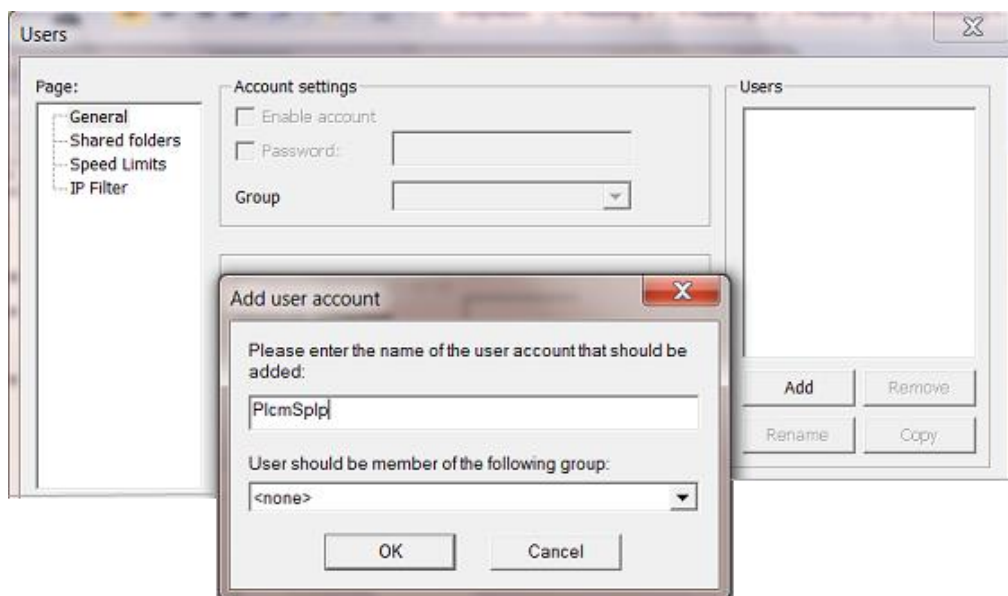 Users
Page:
General
Shared folders
Speed Limits
IP Filter
Account settings
Enable account
Password:
Group
Users
Add
Remove
Rename
Copy
Add user account
Please enter the name of the user account that should be
added:
PlcmSpIp
User should be member of the following group:
<none>
OK
Cancel